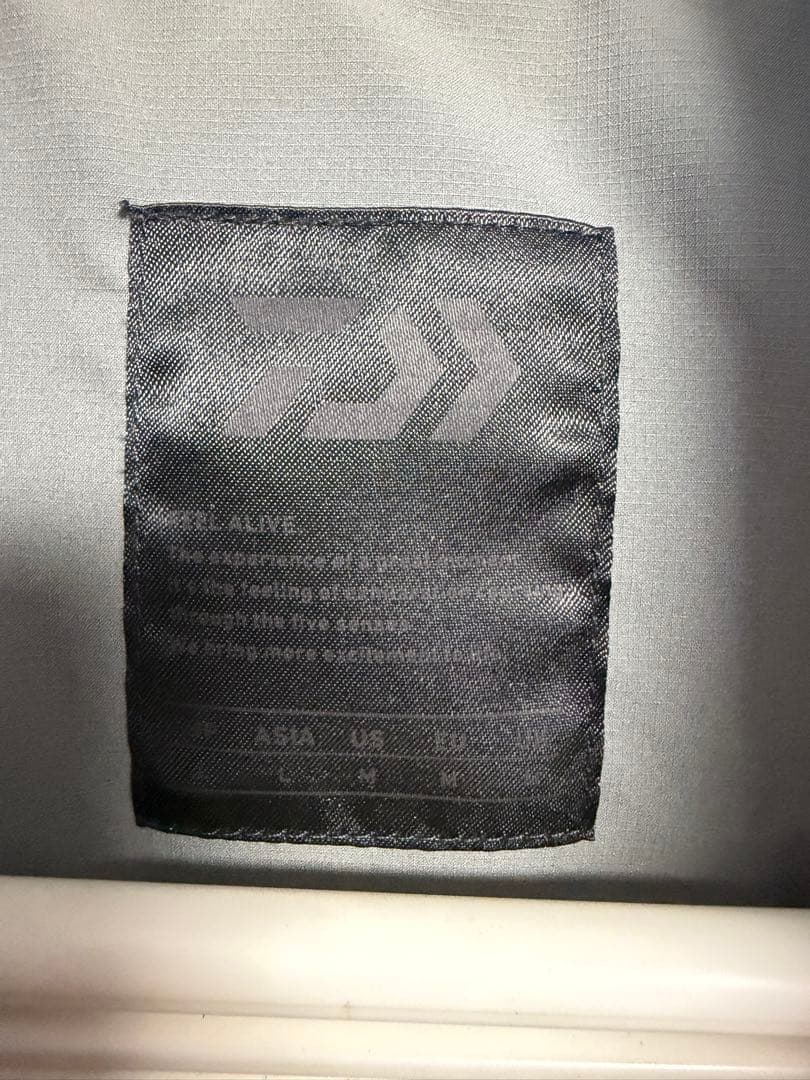 FEEL ALIVE
The experience of a great moment
the feeling of
through the five senses.
We bring more excitement to life.
JP ASIA US EU
L M M